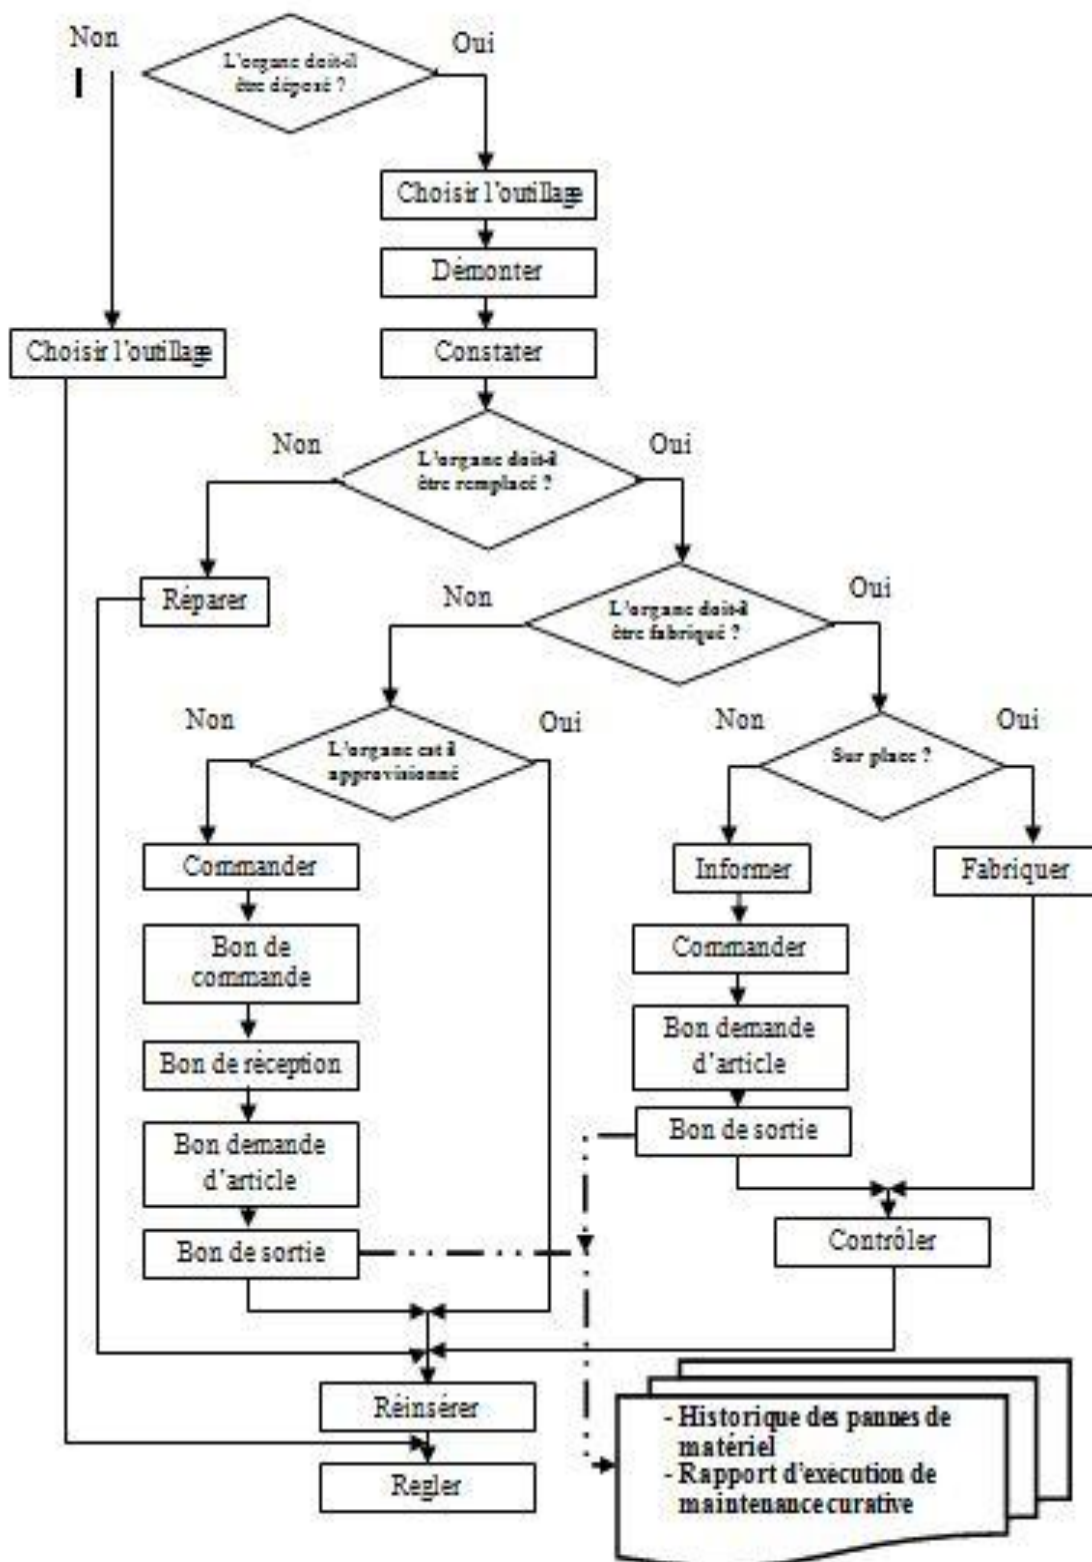 Non
Oui
L'organe doit-il
être déposé ?
Choisir l'outillage
Démonter
Choisir l'outillage
Constater
Non
Oui
L'organe doit-il
être remplacé ?
Réparer
Non
Oui
L'organe doit-il
être fabriqué ?
Non
Oui
Non
Oui
L'organe est il
approvisionné
Sur place ?
Commander
Informer
Fabriquer
Bon de
commande
Commander
Bon de réception
Bon demande
d'article
Bon demande
d'article
Bon de sortie
Bon de sortie
Contrôler
Réinsérer
Regler
- Historique des pannes de
matériel
- Rapport d'exécution de
maintenance curative